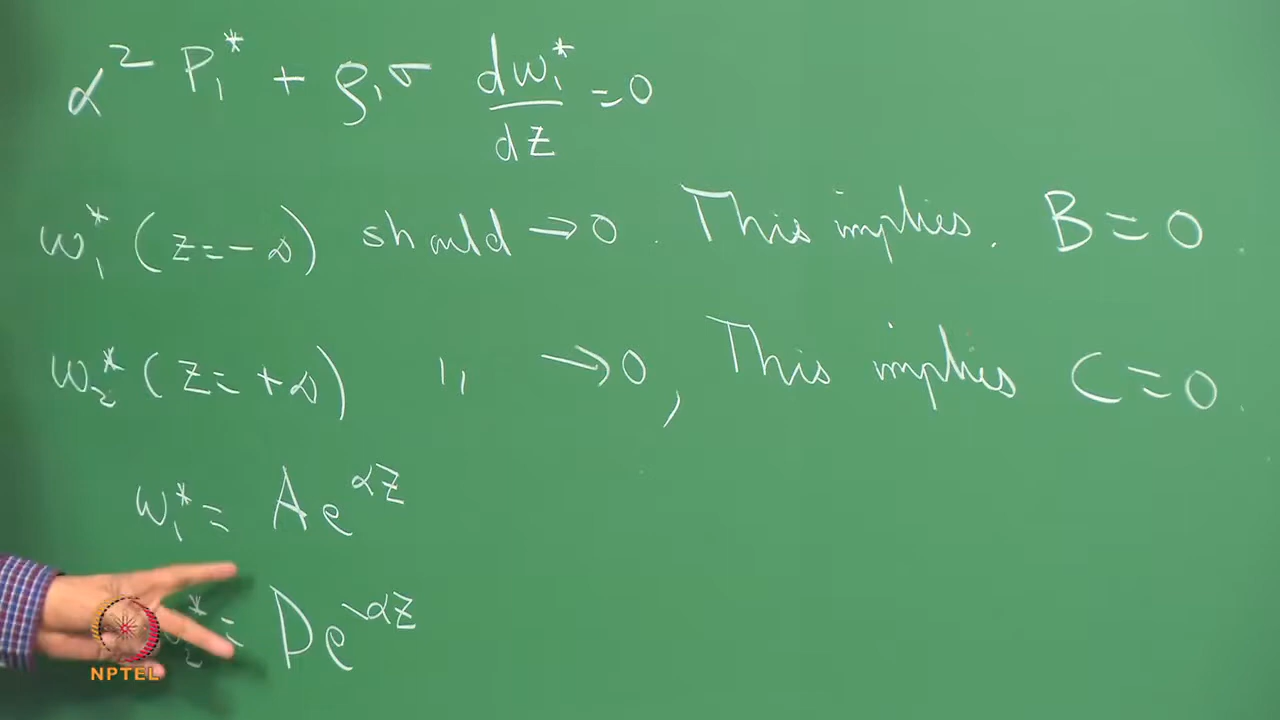 α² P₁* + ρ₁σ dw₁*/dz = 0
w₁* (z = -∞) should → 0. This implies. B = 0.
w₂* (z = +∞) ,, → 0, This implies C = 0.
w₁* = A e^{αz}
w₂* = D e^{-αz}
NPTEL